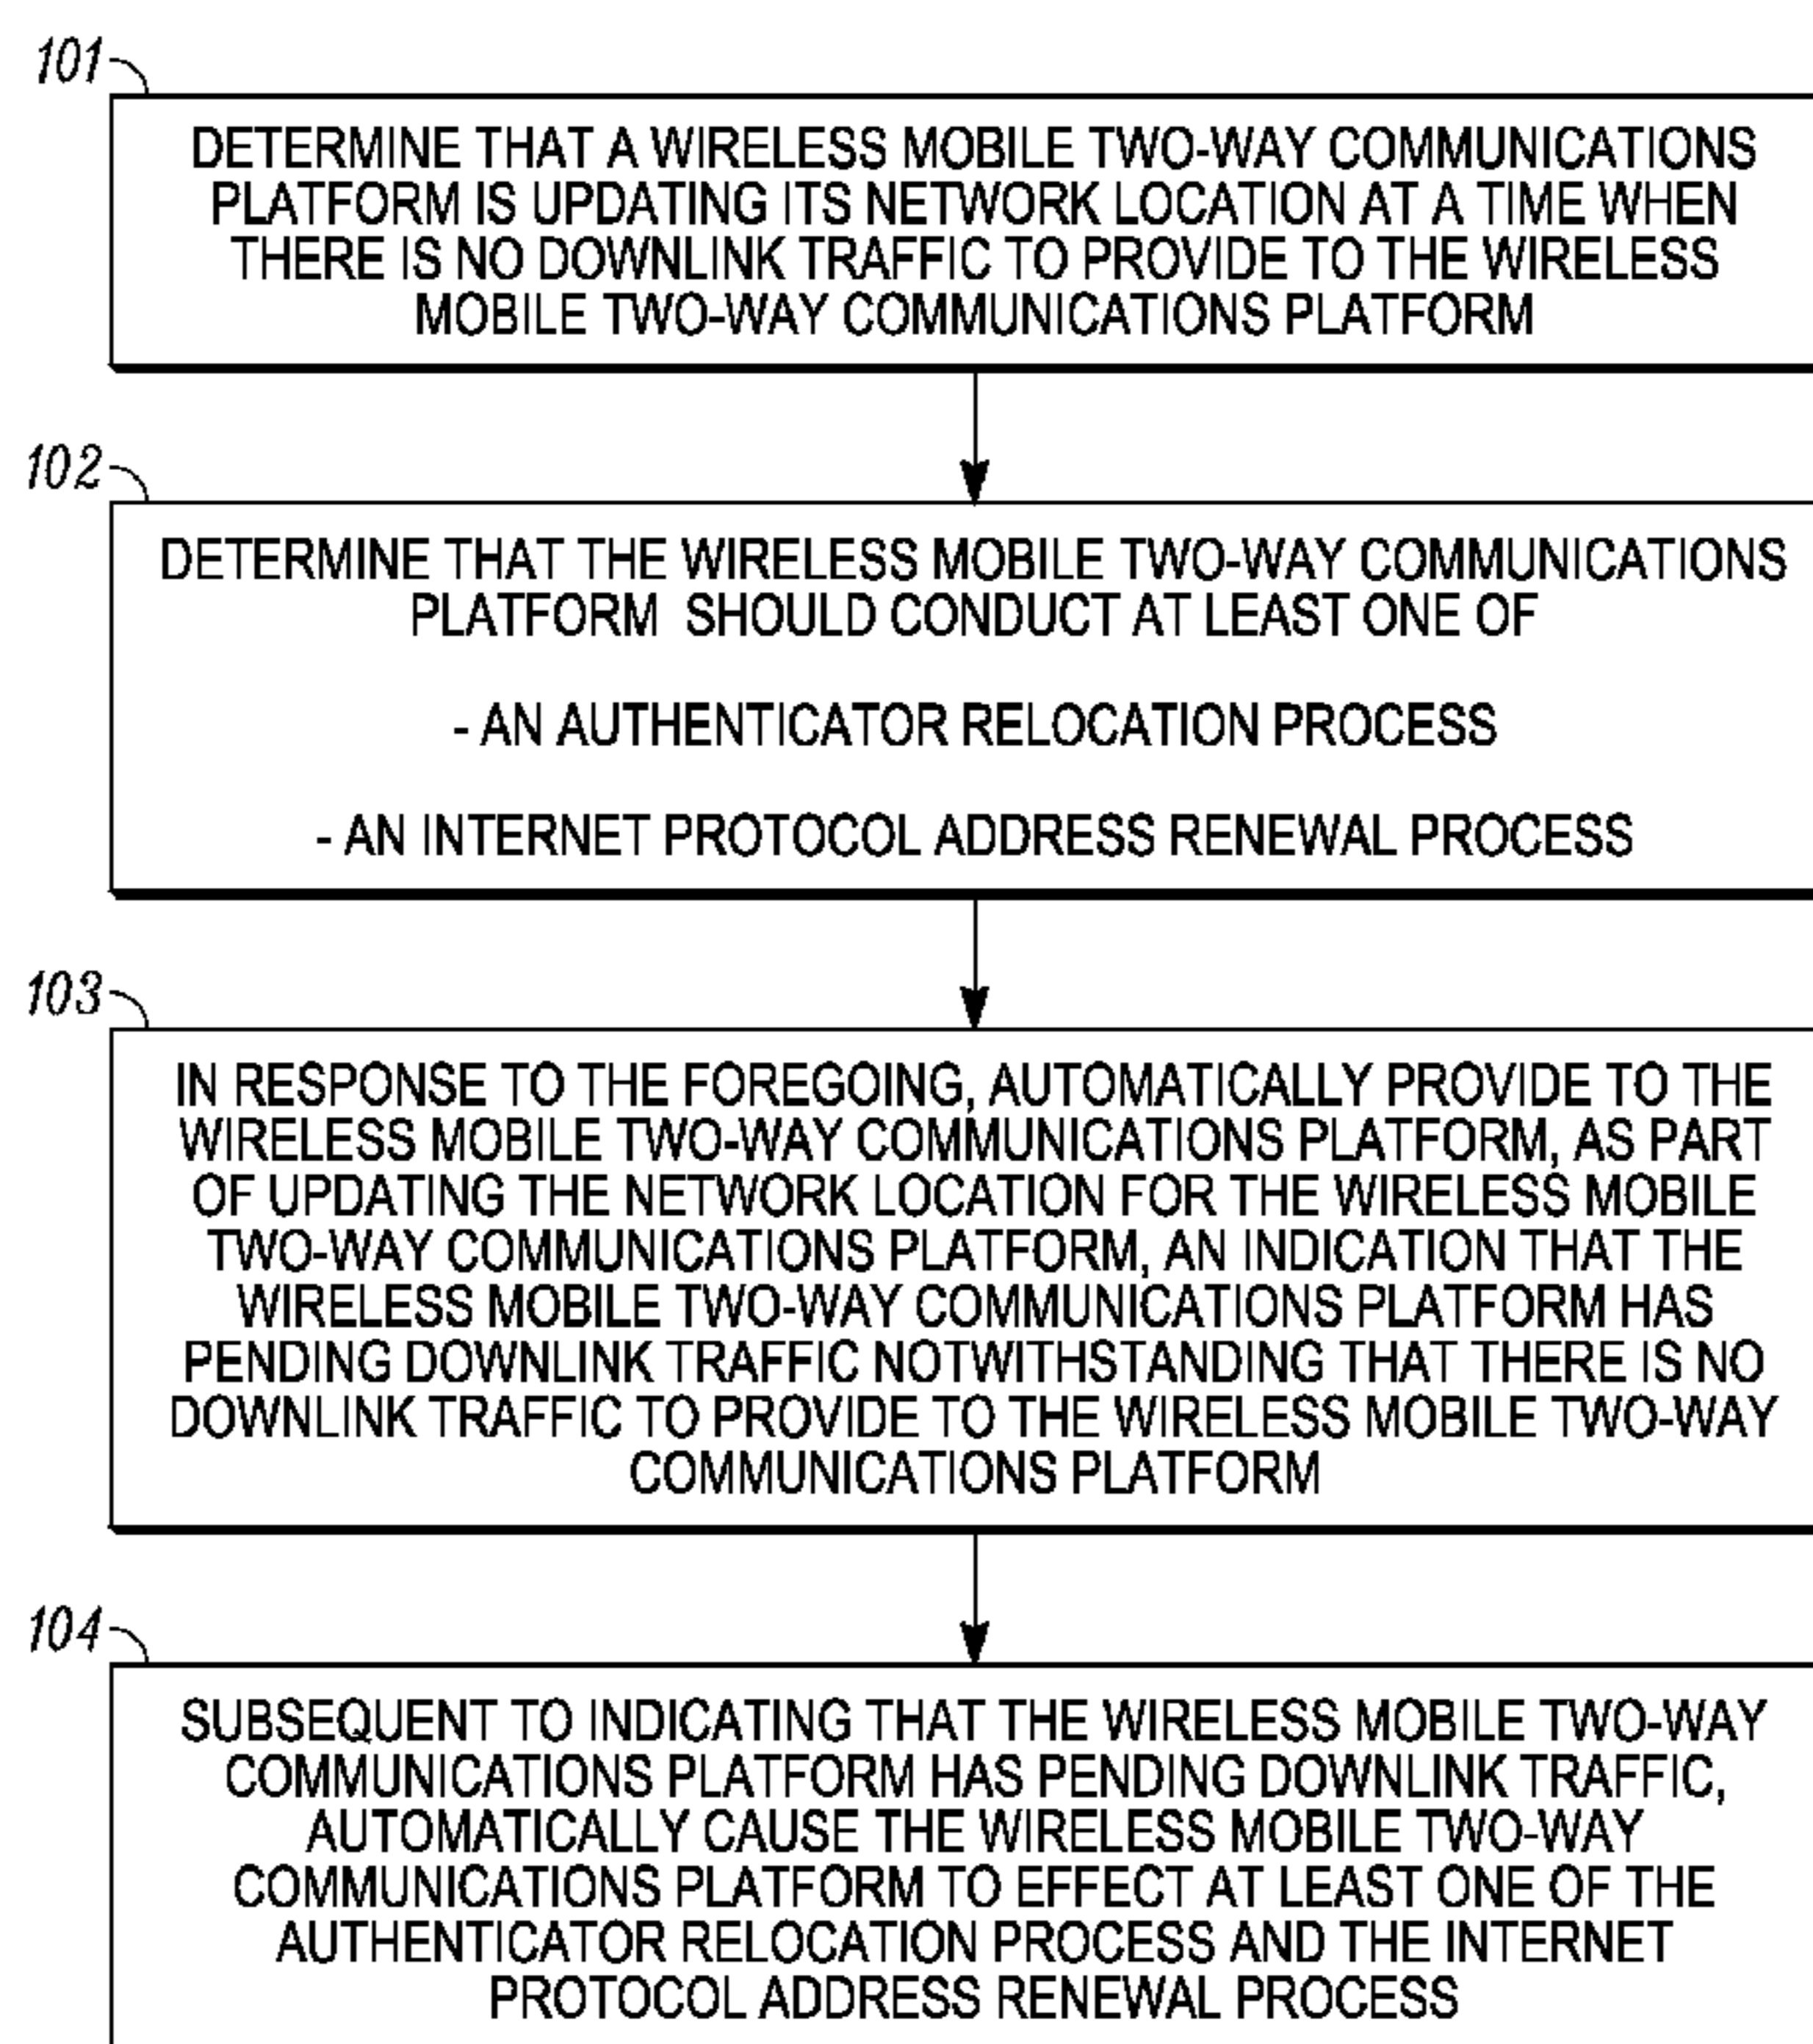 101
DETERMINE THAT A WIRELESS MOBILE TWO-WAY COMMUNICATIONS
PLATFORM IS UPDATING ITS NETWORK LOCATION AT A TIME WHEN
THERE IS NO DOWNLINK TRAFFIC TO PROVIDE TO THE WIRELESS
MOBILE TWO-WAY COMMUNICATIONS PLATFORM
102
DETERMINE THAT THE WIRELESS MOBILE TWO-WAY COMMUNICATIONS
PLATFORM SHOULD CONDUCT AT LEAST ONE OF
- AN AUTHENTICATOR RELOCATION PROCESS
- AN INTERNET PROTOCOL ADDRESS RENEWAL PROCESS
103
IN RESPONSE TO THE FOREGOING, AUTOMATICALLY PROVIDE TO THE
WIRELESS MOBILE TWO-WAY COMMUNICATIONS PLATFORM, AS PART
OF UPDATING THE NETWORK LOCATION FOR THE WIRELESS MOBILE
TWO-WAY COMMUNICATIONS PLATFORM, AN INDICATION THAT THE
WIRELESS MOBILE TWO-WAY COMMUNICATIONS PLATFORM HAS
PENDING DOWNLINK TRAFFIC NOTWITHSTANDING THAT THERE IS NO
DOWNLINK TRAFFIC TO PROVIDE TO THE WIRELESS MOBILE TWO-WAY
COMMUNICATIONS PLATFORM
104
SUBSEQUENT TO INDICATING THAT THE WIRELESS MOBILE TWO-WAY
COMMUNICATIONS PLATFORM HAS PENDING DOWNLINK TRAFFIC,
AUTOMATICALLY CAUSE THE WIRELESS MOBILE TWO-WAY
COMMUNICATIONS PLATFORM TO EFFECT AT LEAST ONE OF THE
AUTHENTICATOR RELOCATION PROCESS AND THE INTERNET
PROTOCOL ADDRESS RENEWAL PROCESS